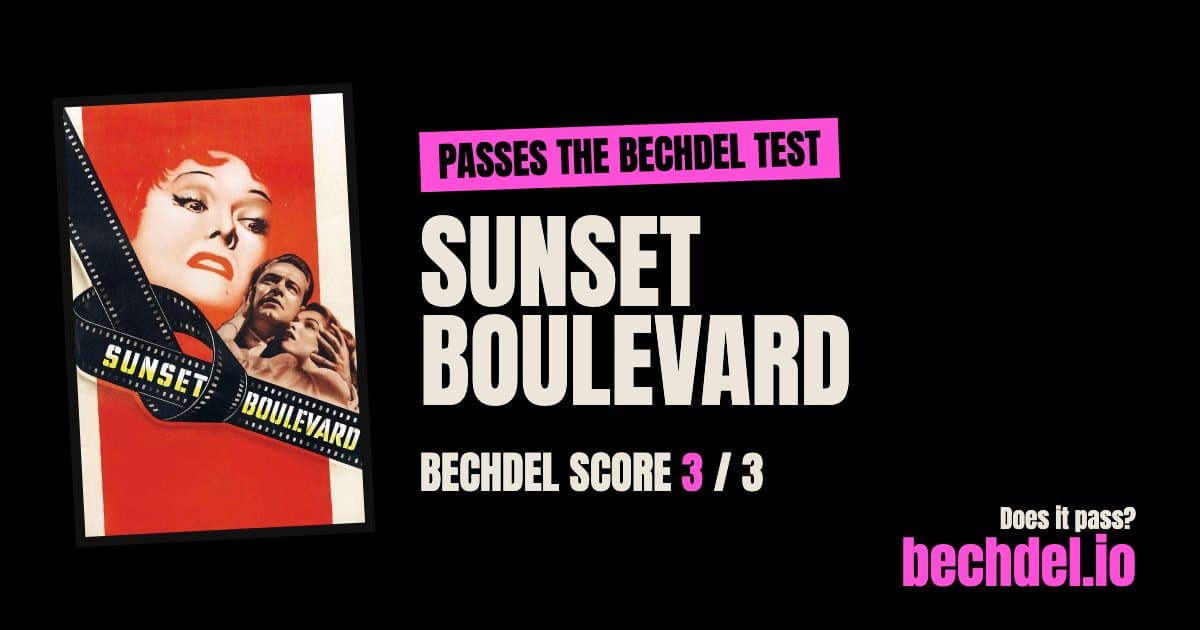 PASSES THE BECHDEL TEST
SUNSET
BOULEVARD
BECHDEL SCORE 3 / 3
SUNSET
BOULEVARD
Does it pass?
bechdel.io